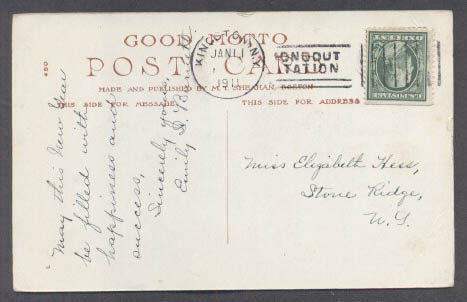 GOOD MOTTO
POST CARD
MADE AND PUBLISHED BY M. T. SHEAHAN, BOSTON
THIS SIDE FOR MESSAGE
THIS SIDE FOR ADDRESS
KINGSTON, N.Y.
JAN 1
1911
RONDOUT
STATION
U.S. POSTAGE
May this New Year
be filled with
happiness and
success,
Sincerely yours,
Emily D.
Miss Elizabeth Hess,
Stone Ridge,
N.Y.